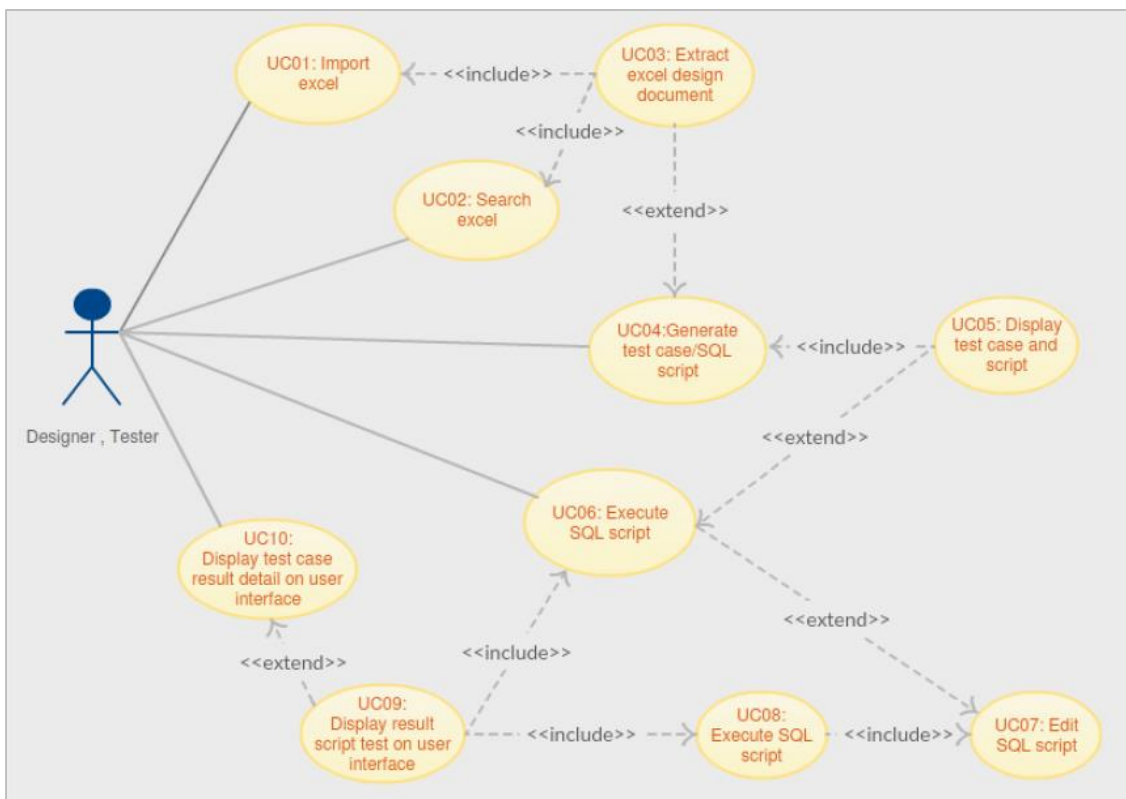 UC01: Import
excel
<<include>>
UC03: Extract
excel design
document
<<include>>
UC02: Search
excel
<<extend>>
UC04:Generate
test case/SQL
script
<<include>>
UC05: Display
test case and
script
Designer , Tester
<<extend>>
UC06: Execute
SQL script
UC10:
Display test case
result detail on user
interface
<<extend>>
<<extend>>
<<include>>
UC09:
Display result
script test on user
interface
<<include>>
UC08:
Execute SQL
script
<<include>>
UC07: Edit
SQL script